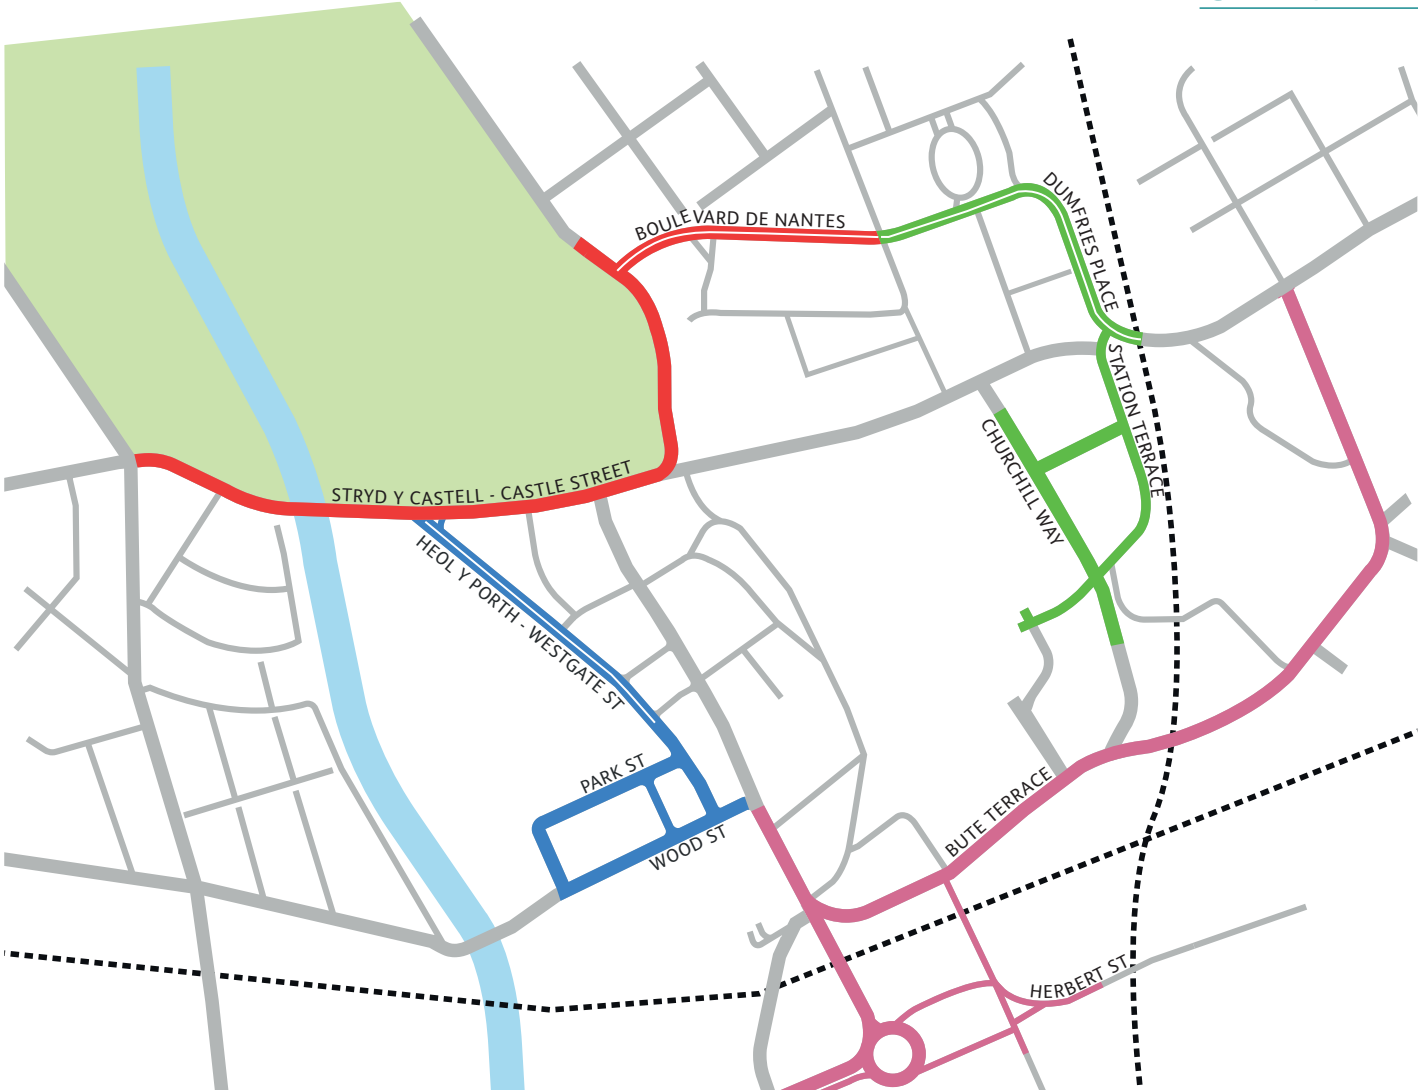 BOULEVARD DE NANTES
DUMFRIES PLACE
STATION TERRACE
CHURCHILL WAY
STRYD Y CASTELL - CASTLE STREET
HEOL Y PORTH - WESTGATE ST
PARK ST
WOOD ST
BUTE TERRACE
HERBERT ST